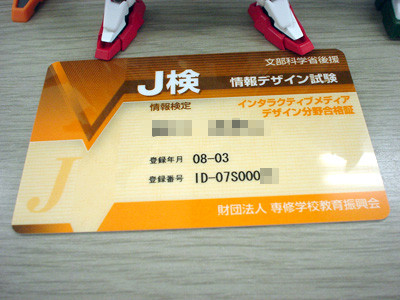 文部科学省後援
J検 情報デザイン試験
情報検定
インタラクティブメディア
デザイン分野合格証
登録年月 08-03
登録番号 ID-07S000
J
財団法人 専修学校教育振興会